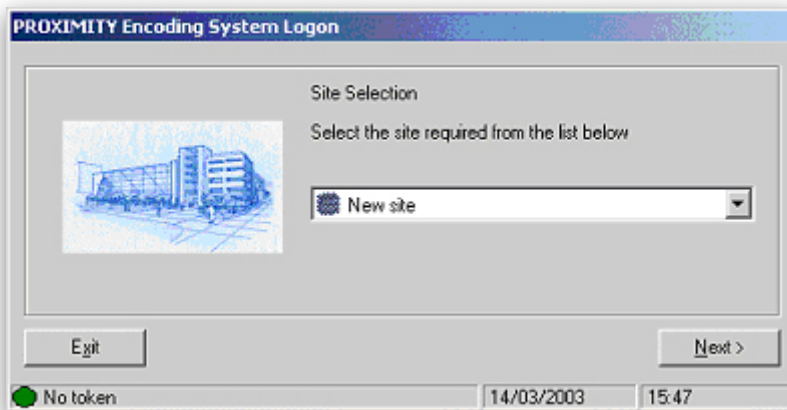 PROXIMITY Encoding System Logon
Site Selection
Select the site required from the list below
New site
Exit
Next >
No token
14/03/2003
15:47